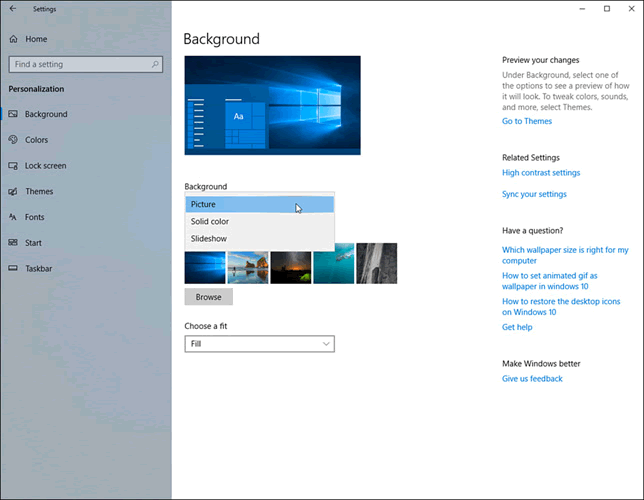 Settings
Home
Find a setting
Personalization
Background
Colors
Lock screen
Themes
Fonts
Start
Taskbar
Background
Aa
Background
Picture
Solid color
Slideshow
Browse
Choose a fit
Fill
Preview your changes
Under Background, select one of
the options to see a preview of how
it will look. To tweak colors, sounds,
and more, select Themes.
Go to Themes
Related Settings
High contrast settings
Sync your settings
Have a question?
Which wallpaper size is right for my
computer
How to set animated gif as
wallpaper in windows 10
How to restore the desktop icons
on Windows 10
Get help
Make Windows better
Give us feedback